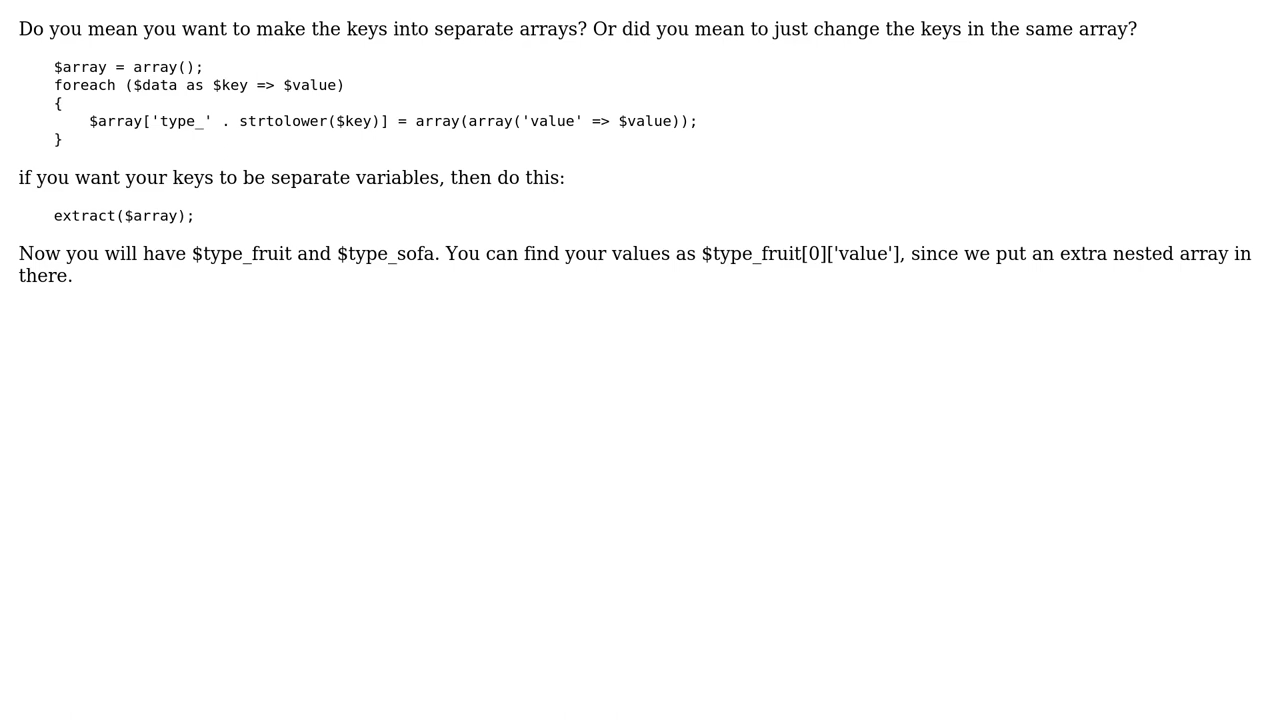 Do you mean you want to make the keys into separate arrays? Or did you mean to just change the keys in the same array?
$array = array();
foreach ($data as $key => $value)
{
    $array['type_' . strtolower($key)] = array(array('value' => $value));
}
if you want your keys to be separate variables, then do this:
extract($array);
Now you will have $type_fruit and $type_sofa. You can find your values as $type_fruit[0]['value'], since we put an extra nested array in
there.